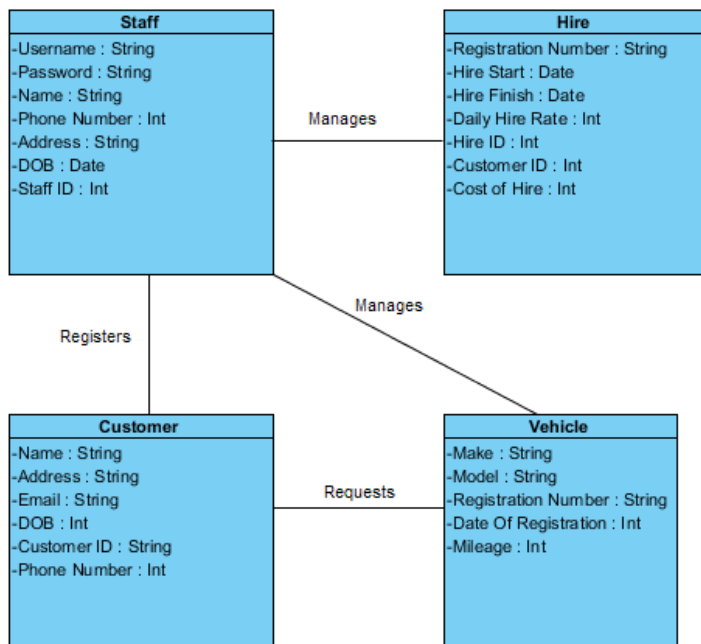 Staff
-Username : String
-Password : String
-Name : String
-Phone Number : Int
-Address : String
-DOB : Date
-Staff ID : Int
Manages
Hire
-Registration Number : String
-Hire Start : Date
-Hire Finish : Date
-Daily Hire Rate : Int
-Hire ID : Int
-Customer ID : Int
-Cost of Hire : Int
Registers
Manages
Customer
-Name : String
-Address : String
-Email : String
-DOB : Int
-Customer ID : String
-Phone Number : Int
Requests
Vehicle
-Make : String
-Model : String
-Registration Number : String
-Date Of Registration : Int
-Mileage : Int